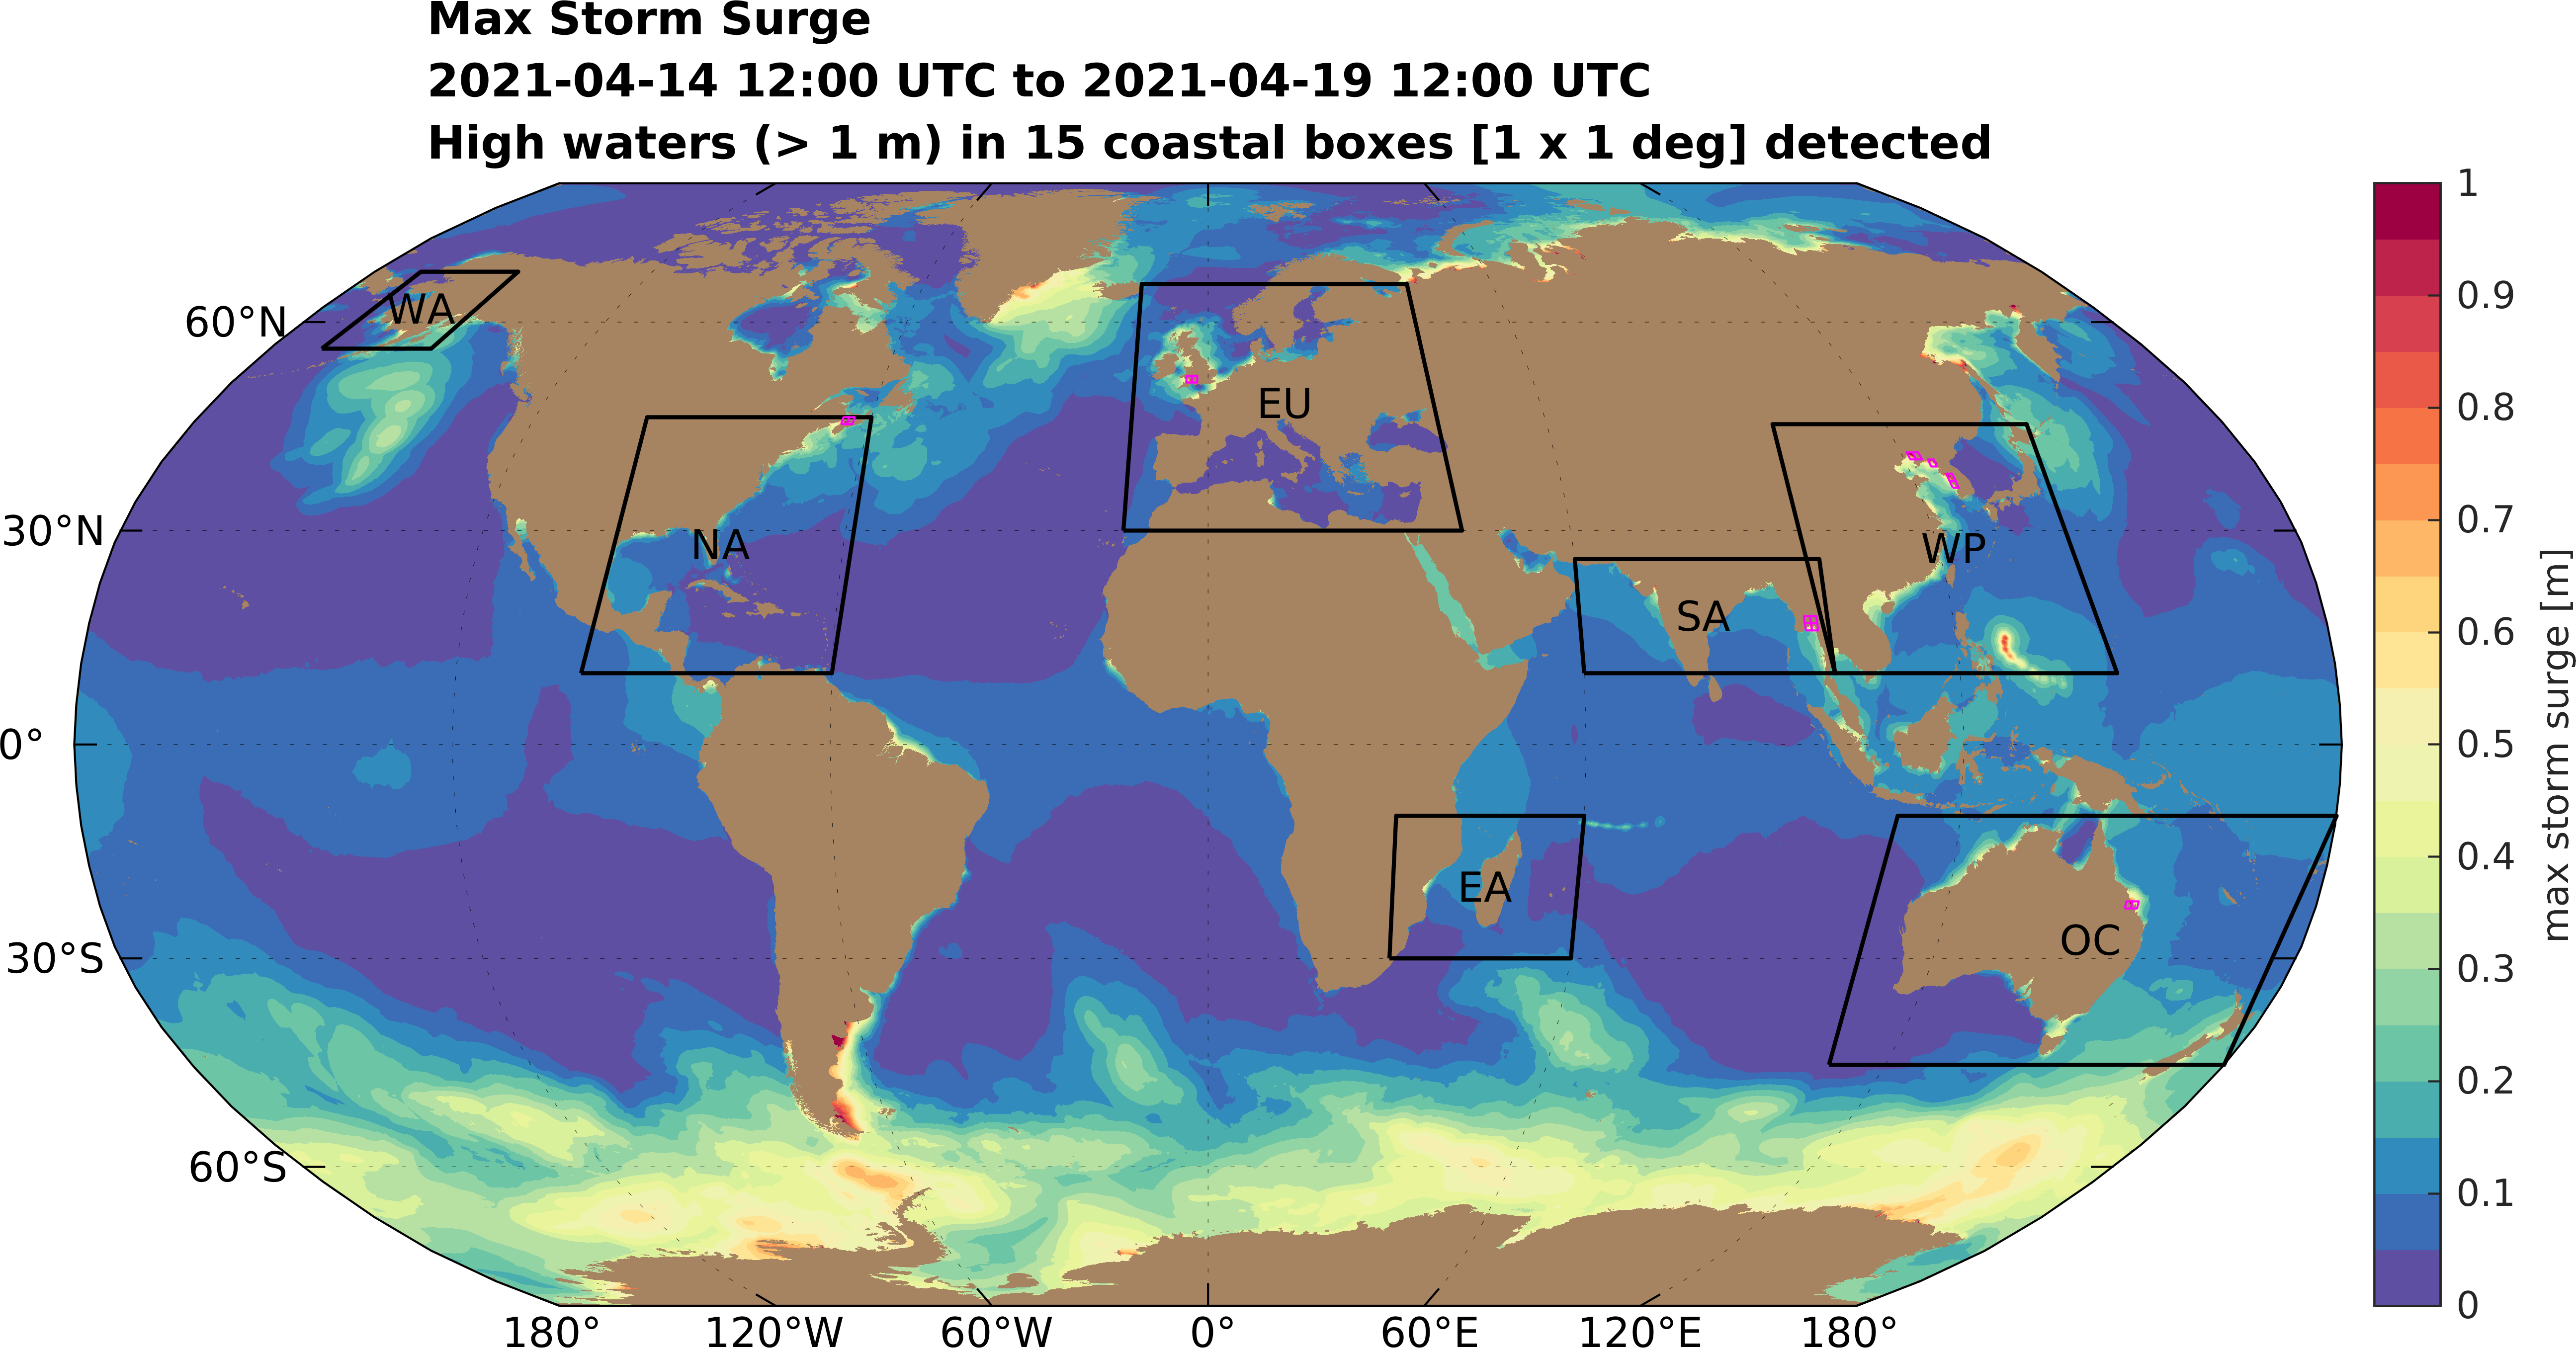 Max Storm Surge
2021-04-14 12:00 UTC to 2021-04-19 12:00 UTC
High waters (> 1 m) in 15 coastal boxes [1 x 1 deg] detected
60°N
30°N
0°
30°S
60°S
WA
NA
EU
SA
WP
EA
OC
180°
120°W
60°W
0°
60°E
120°E
180°
1
0.9
0.8
0.7
0.6
0.5
0.4
0.3
0.2
0.1
0
max storm surge [m]